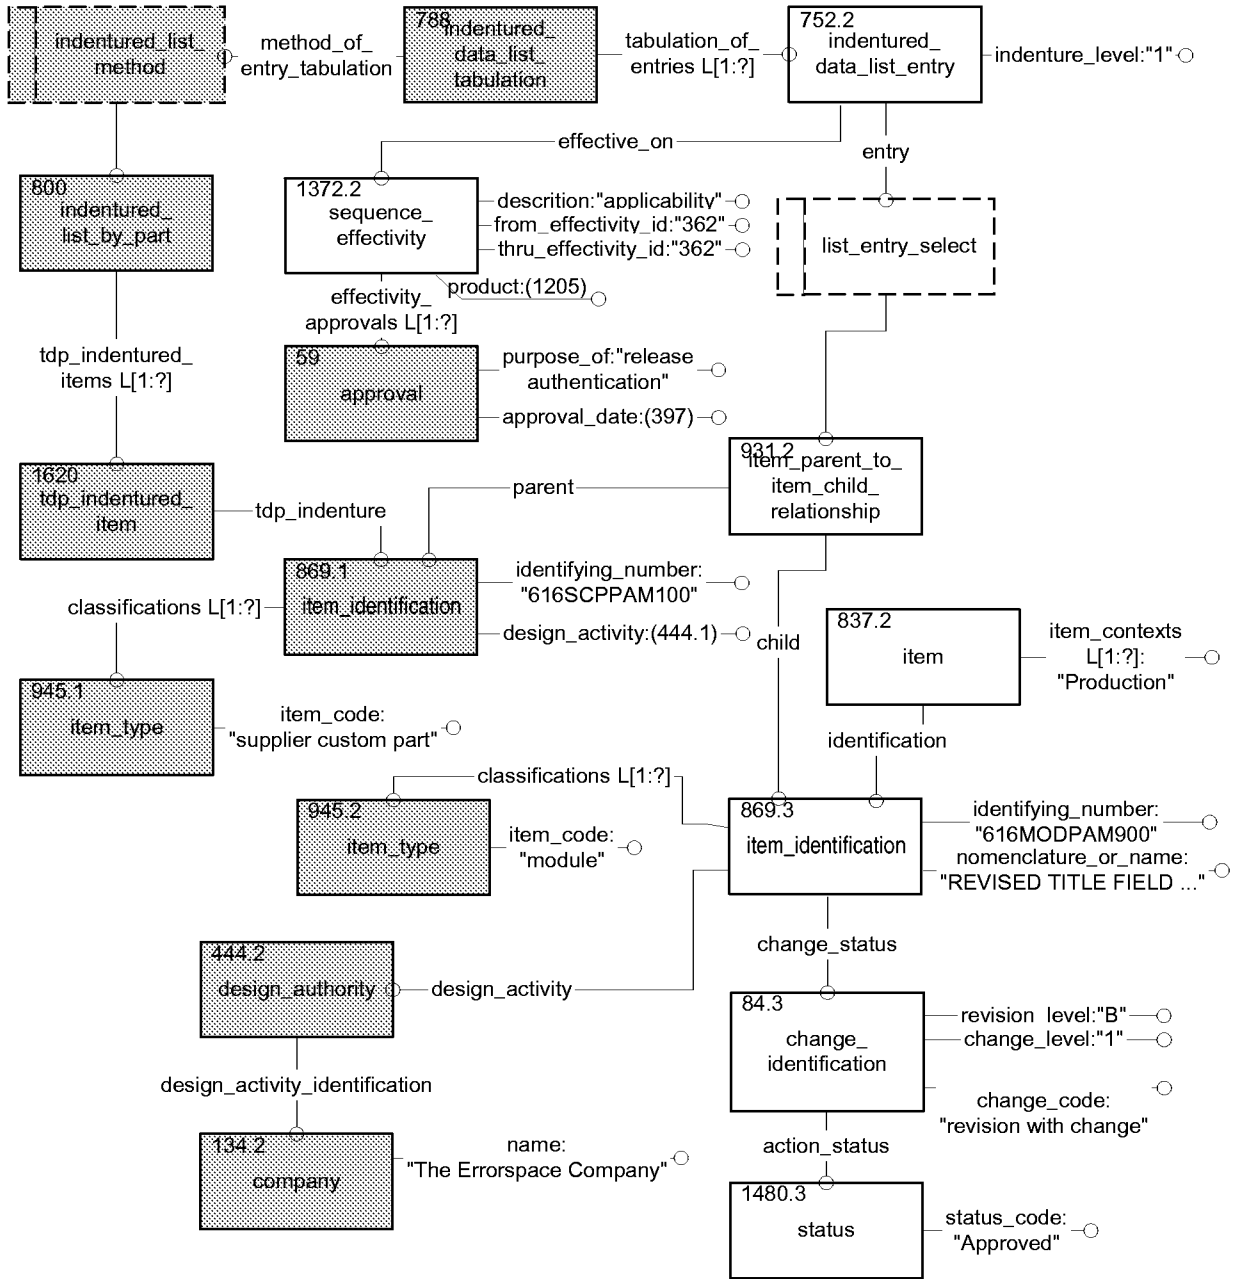 indentured_list_
method
method_of_
entry_tabulation
788
indentured_
data_list_
tabulation
tabulation_of_
entries L[1:?]
752.2
indentured_
data_list_entry
indenture_level:"1"
effective_on
entry
800
indentured_
list_by_part
1372.2
sequence_
effectivity
descrition:"applicability"
from_effectivity_id:"362"
thru_effectivity_id:"362"
product:(1205)
list_entry_select
effectivity_
approvals L[1:?]
tdp_indentured_
items L[1:?]
59
approval
purpose_of:"release
authentication"
approval_date:(397)
931.2
item_parent_to_
item_child_
relationship
1620
tdp_indentured_
item
tdp_indenture
parent
869.1
item_identification
identifying_number:
"616SCPPAM100"
design_activity:(444.1)
classifications L[1:?]
child
837.2
item
item_contexts
L[1:?]:
"Production"
945.1
item_type
item_code:
"supplier custom part"
identification
classifications L[1:?]
945.2
item_type
item_code:
"module"
869.3
item_identification
identifying_number:
"616MODPAM900"
nomenclature_or_name:
"REVISED TITLE FIELD ..."
change_status
444.2
design_authority
design_activity
84.3
change_
identification
revision_level:"B"
change_level:"1"
change_code:
"revision with change"
design_activity_identification
134.2
company
name:
"The Errorspace Company"
action_status
1480.3
status
status_code:
"Approved"